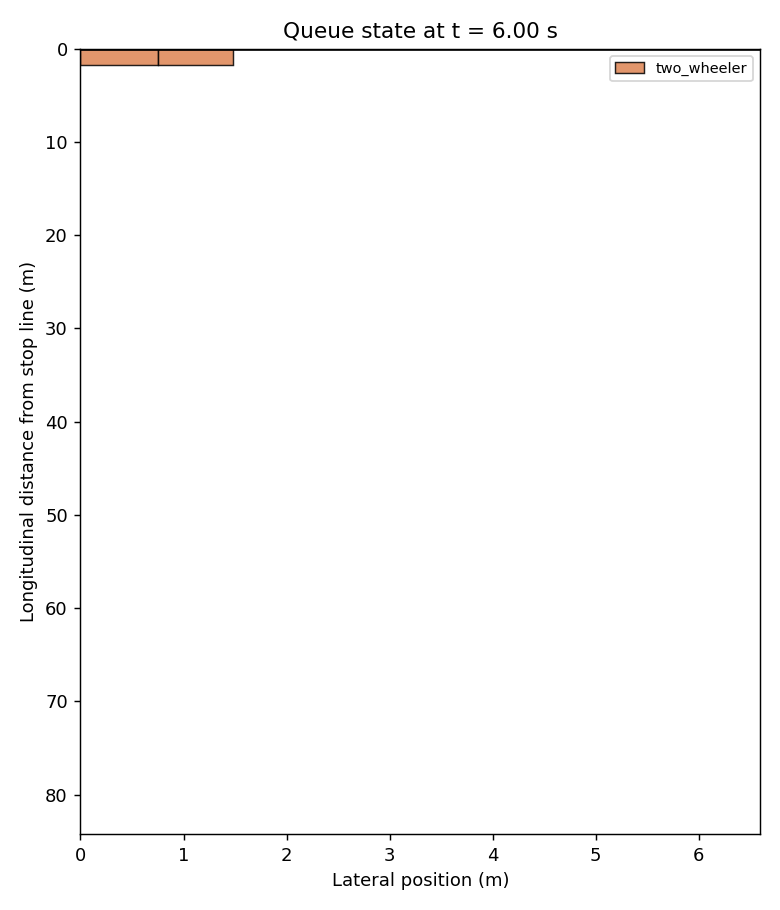 Queue state at t = 6.00 s
two_wheeler
0
10
20
30
40
50
60
70
80
Longitudinal distance from stop line (m)
0 1 2 3 4 5 6
Lateral position (m)